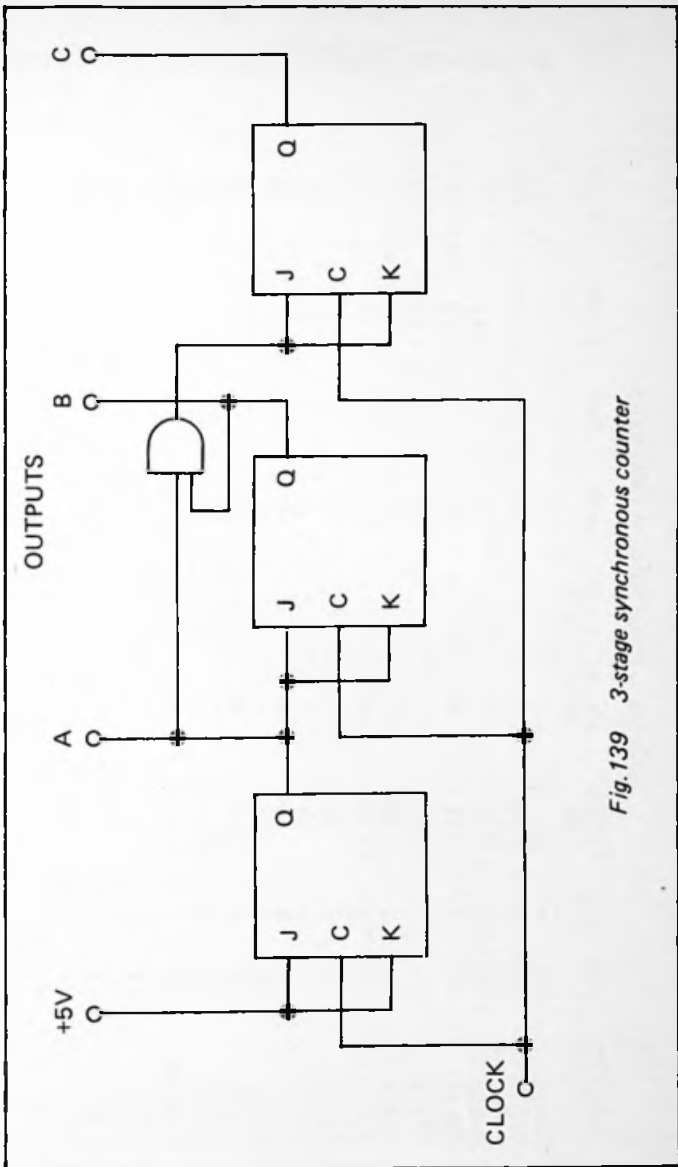 OUTPUTS
+5V
A
B
C
J
Q
C
K
J
Q
C
K
J
Q
C
K
CLOCK
Fig.139 3-stage synchronous counter